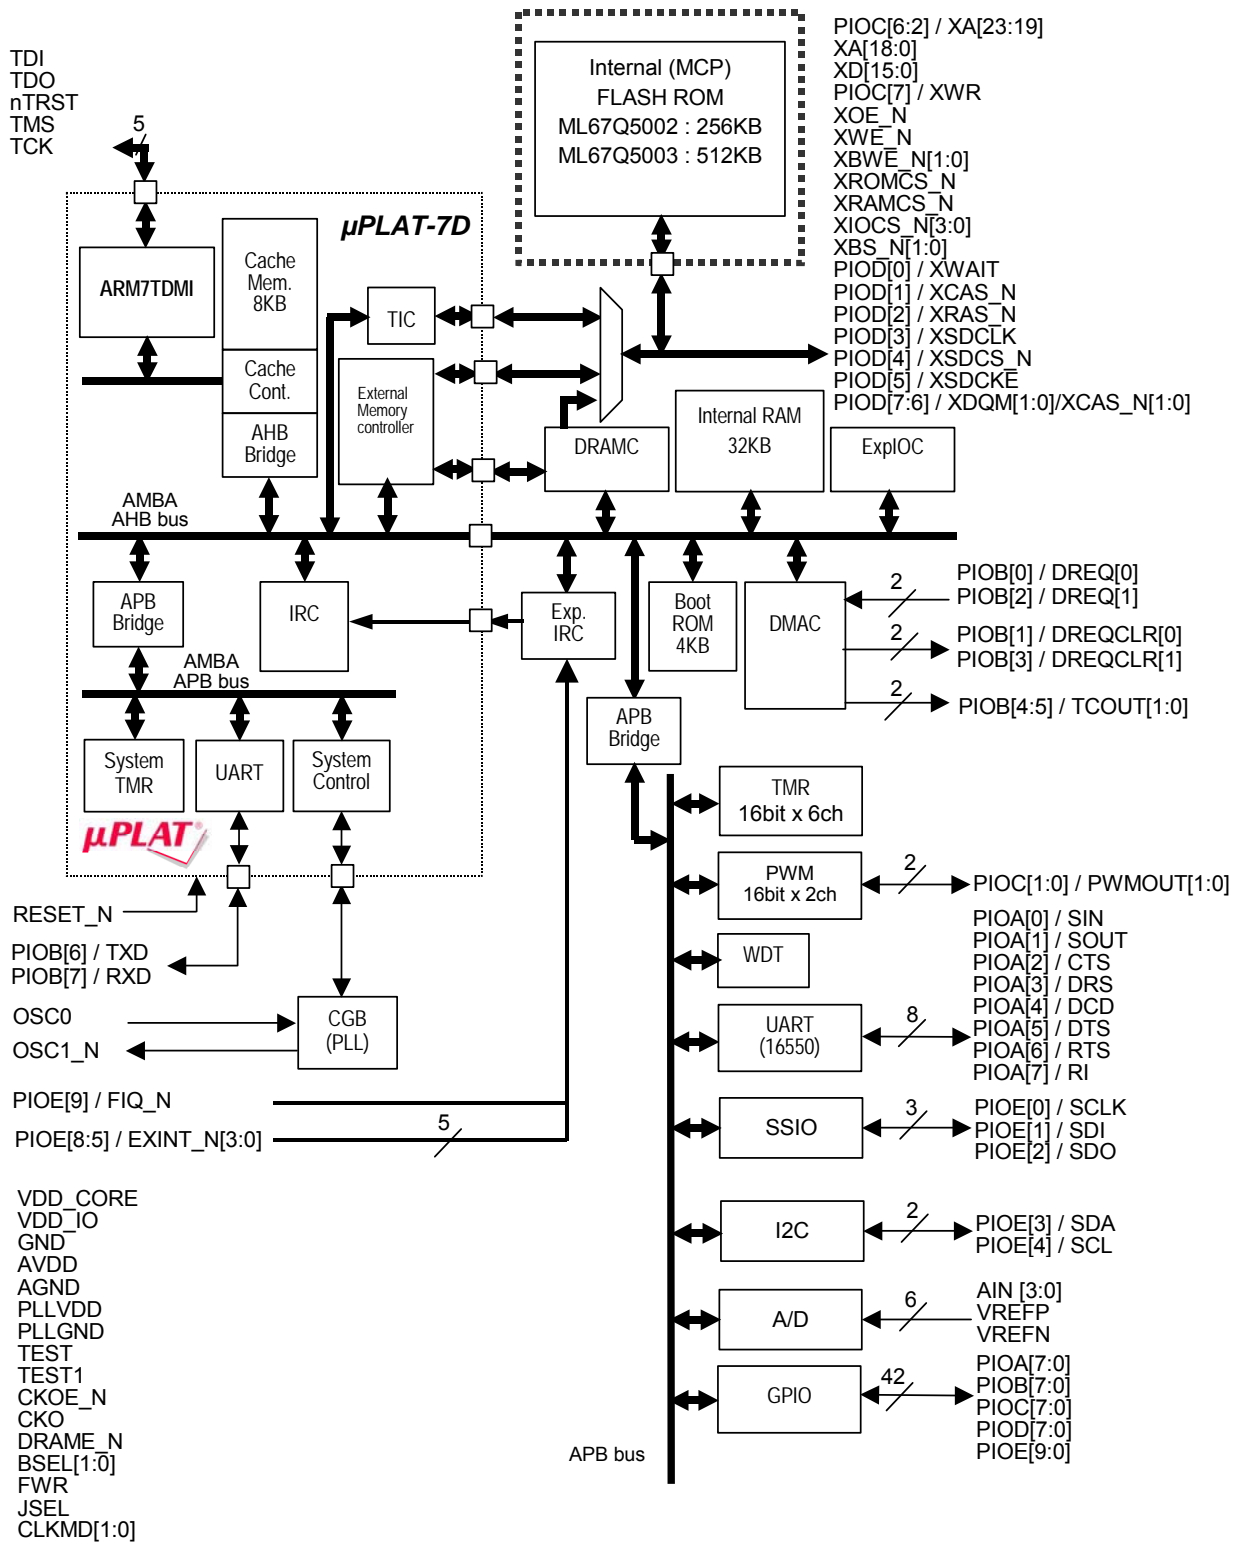 TDI
TDO
nTRST
TMS
TCK
5
Internal (MCP)
FLASH ROM
ML67Q5002 : 256KB
ML67Q5003 : 512KB
PIOC[6:2] / XA[23:19]
XA[18:0]
XD[15:0]
PIOC[7] / XWR
XOE_N
XWE_N
XBWE_N[1:0]
XROMCS_N
XRAMCS_N
XIOCS_N[3:0]
XBS_N[1:0]
PIOD[0] / XWAIT
PIOD[1] / XCAS_N
PIOD[2] / XRAS_N
PIOD[3] / XSDCLK
PIOD[4] / XSDCS_N
PIOD[5] / XSDCKE
PIOD[7:6] / XDQM[1:0]/XCAS_N[1:0]
µPLAT-7D
ARM7TDMI
Cache
Mem.
8KB
Cache
Cont.
AHB
Bridge
TIC
External
Memory
controller
DRAMC
Internal RAM
32KB
ExpIOC
AMBA
AHB bus
APB
Bridge
IRC
Exp.
IRC
Boot
ROM
4KB
DMAC
2
PIOB[0] / DREQ[0]
PIOB[2] / DREQ[1]
2
PIOB[1] / DREQCLR[0]
PIOB[3] / DREQCLR[1]
2
PIOB[4:5] / TCOUT[1:0]
AMBA
APB bus
System
TMR
UART
System
Control
µPLAT®
APB
Bridge
TMR
16bit x 6ch
PWM
16bit x 2ch
2
PIOC[1:0] / PWMOUT[1:0]
WDT
UART
(16550)
8
PIOA[0] / SIN
PIOA[1] / SOUT
PIOA[2] / CTS
PIOA[3] / DRS
PIOA[4] / DCD
PIOA[5] / DTS
PIOA[6] / RTS
PIOA[7] / RI
SSIO
3
PIOE[0] / SCLK
PIOE[1] / SDI
PIOE[2] / SDO
I2C
2
PIOE[3] / SDA
PIOE[4] / SCL
A/D
6
AIN [3:0]
VREFP
VREFN
GPIO
42
PIOA[7:0]
PIOB[7:0]
PIOC[7:0]
PIOD[7:0]
PIOE[9:0]
APB bus
RESET_N
PIOB[6] / TXD
PIOB[7] / RXD
OSC0
OSC1_N
CGB
(PLL)
PIOE[9] / FIQ_N
PIOE[8:5] / EXINT_N[3:0]
5
VDD_CORE
VDD_IO
GND
AVDD
AGND
PLLVDD
PLLGND
TEST
TEST1
CKOE_N
CKO
DRAME_N
BSEL[1:0]
FWR
JSEL
CLKMD[1:0]